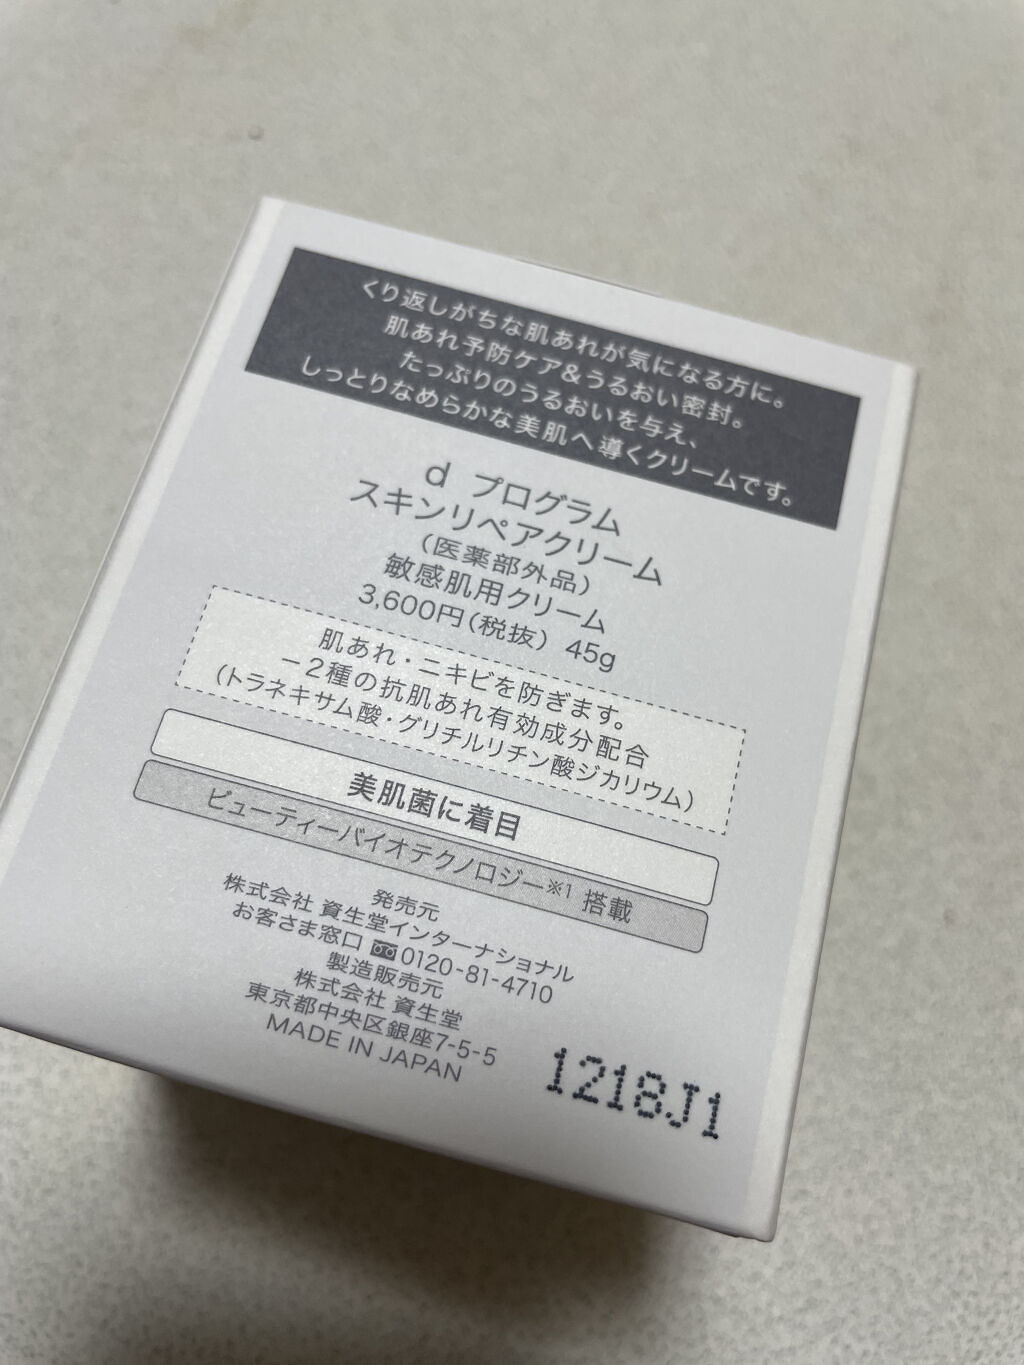 くり返しがちな肌あれが気になる方に。
肌あれ予防ケア&うるおい密封。
たっぷりのうるおいを与え、
しっとりなめらかな美肌へ導くクリームです。
d プログラム
スキンリペアクリーム
(医薬部外品)
敏感肌用クリーム
3,600円(税抜) 45g
肌あれ・ニキビを防ぎます。
-2種の抗肌あれ有効成分配合
(トラネキサム酸・グリチルリチン酸ジカリウム)
美肌菌に着目
ビューティーバイオテクノロジー※1 搭載
発売元
株式会社 資生堂インターナショナル
お客さま窓口 0120-81-4710
製造販売元
株式会社 資生堂
東京都中央区銀座7-5-5
MADE IN JAPAN
1218J1